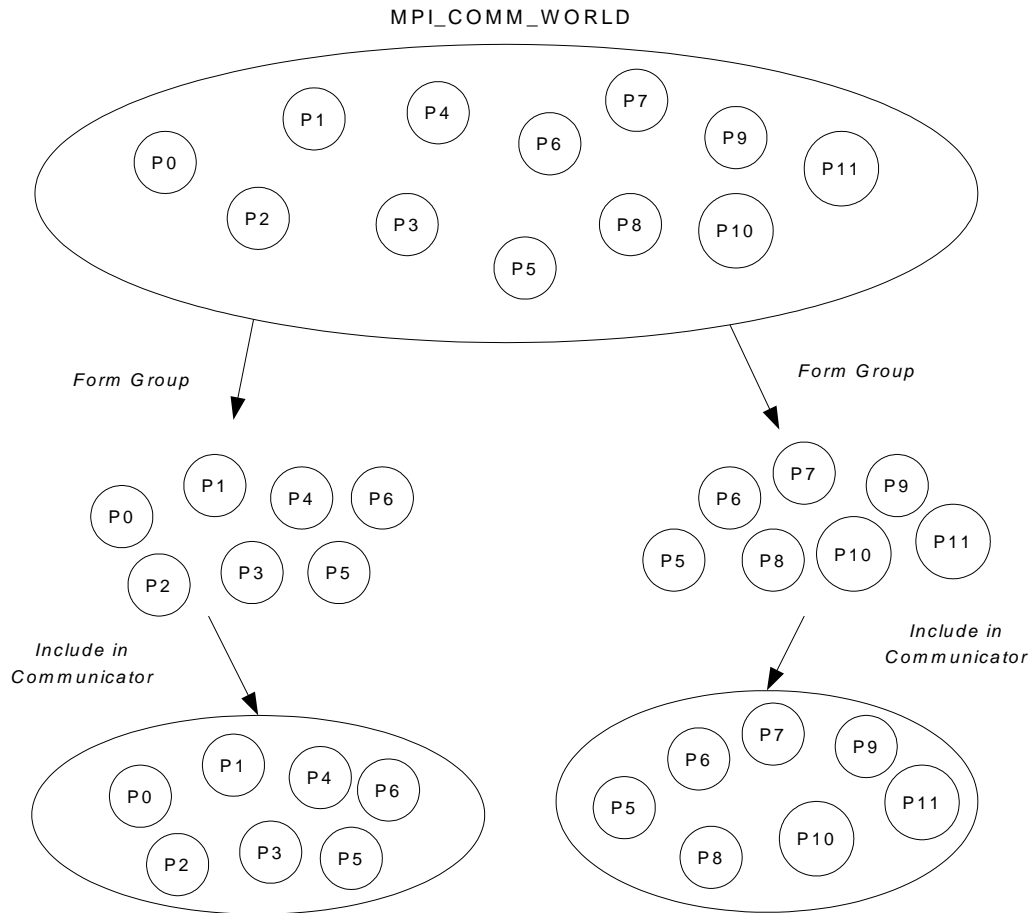 MPI_COMM_WORLD
P7
P4
P1
P9
P6
P0
P11
P2
P3
P8
P10
P5
Form Group
Form Group
P7
P1
P9
P4
P6
P6
P0
P11
P10
P5
P8
P3
P5
P2
Include in
Communicator
Include in
Communicator
P7
P9
P6
P1
P4
P6
P0
P11
P5
P10
P3
P5
P8
P2